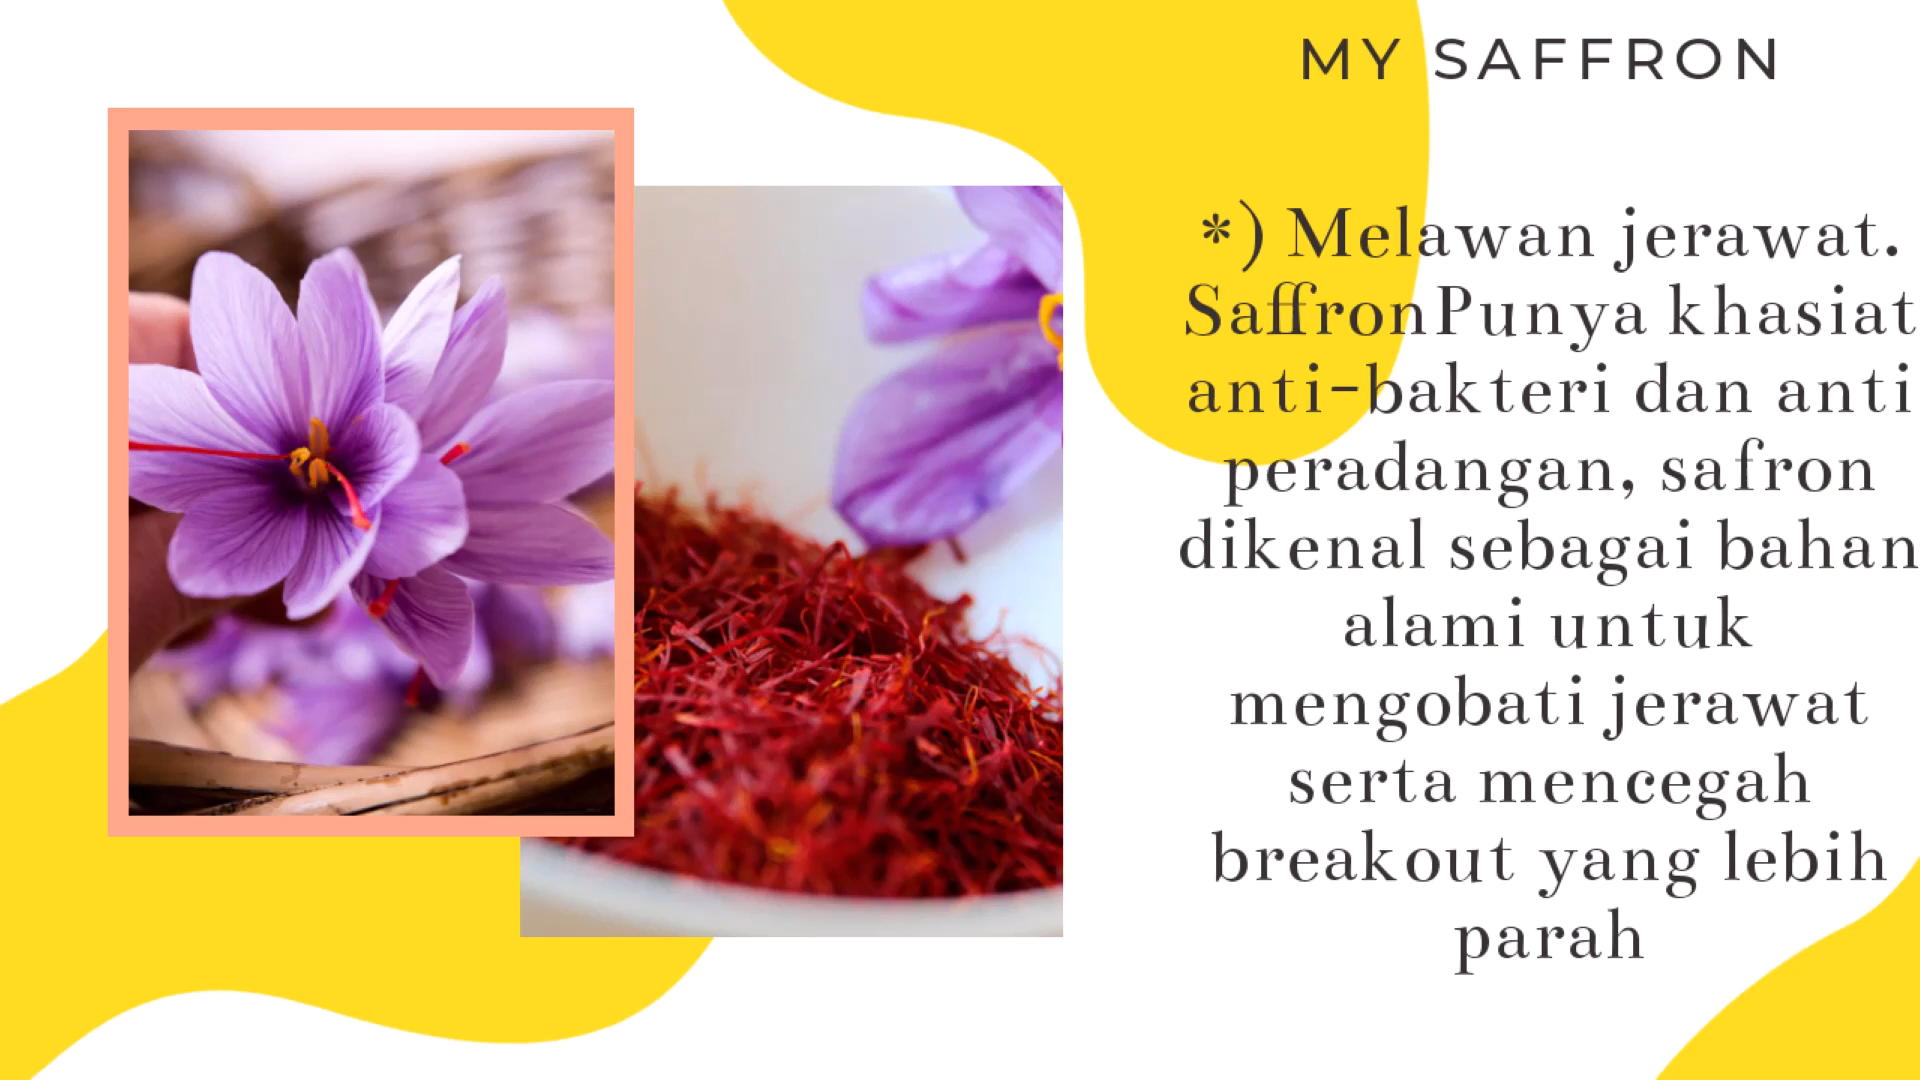 MY SAFFRON
*) Melawan jerawat.
SaffronPunya khasiat
anti-bakteri dan anti
peradangan, safron
dikenal sebagai bahan
alami untuk
mengobati jerawat
serta mencegah
breakout yang lebih
parah